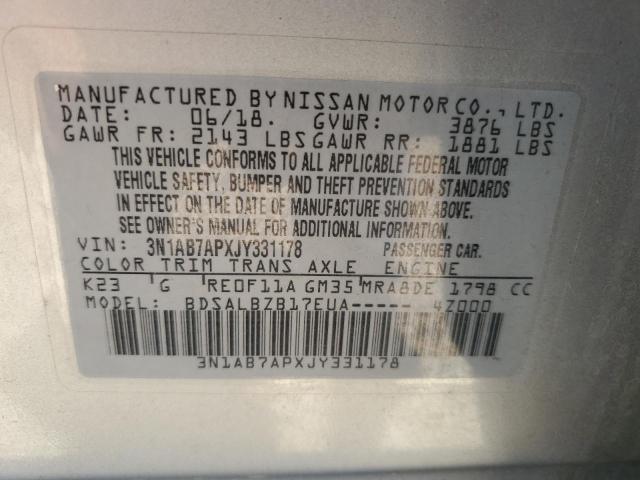 MANUFACTURED BY NISSAN MOTOR CO., LTD.
DATE: 06/18. GVWR: 3876 LBS
GAWR FR: 2143 LBS GAWR RR: 1881 LBS
THIS VEHICLE CONFORMS TO ALL APPLICABLE FEDERAL MOTOR
VEHICLE SAFETY, BUMPER AND THEFT PREVENTION STANDARDS
IN EFFECT ON THE DATE OF MANUFACTURE SHOWN ABOVE.
SEE OWNER'S MANUAL FOR ADDITIONAL INFORMATION.
VIN: 3N1AB7APXJY331178 PASSENGER CAR.
COLOR TRIM TRANS AXLE ENGINE
K23 G RE0F11A GM35 MRA8DE 1798 CC
MODEL: BDSALBZB17EUA----- 4Z000
3N1AB7APXJY331178